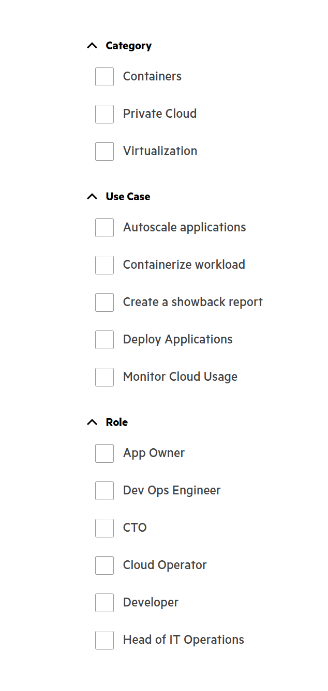 Category
Containers
Private Cloud
Virtualization
Use Case
Autoscale applications
Containerize workload
Create a showback report
Deploy Applications
Monitor Cloud Usage
Role
App Owner
Dev Ops Engineer
CTO
Cloud Operator
Developer
Head of IT Operations